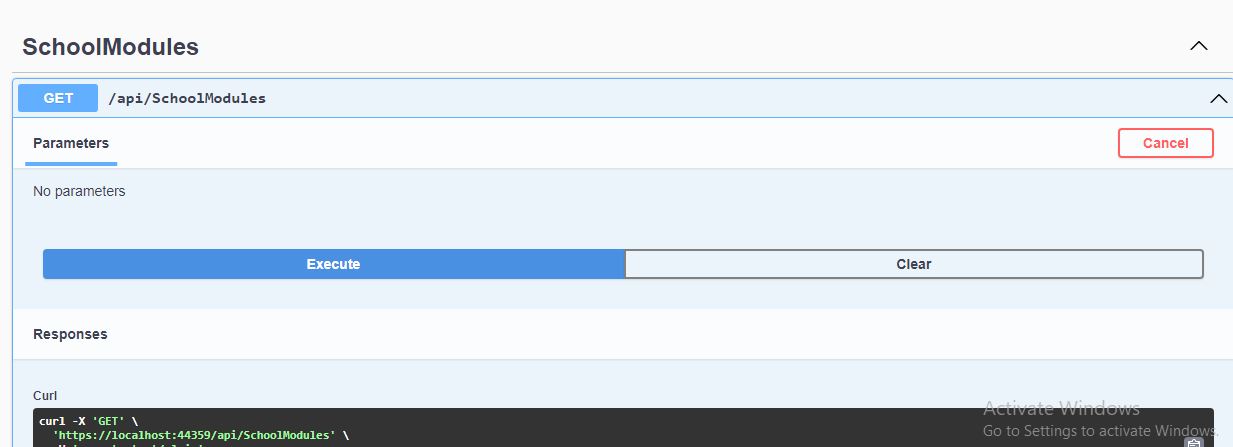 SchoolModules
GET /api/SchoolModules
Parameters
Cancel
No parameters
Execute
Clear
Responses
Curl
curl -X 'GET' \
'https://localhost:44359/api/SchoolModules' \
Activate Windows
Go to Settings to activate Windows.